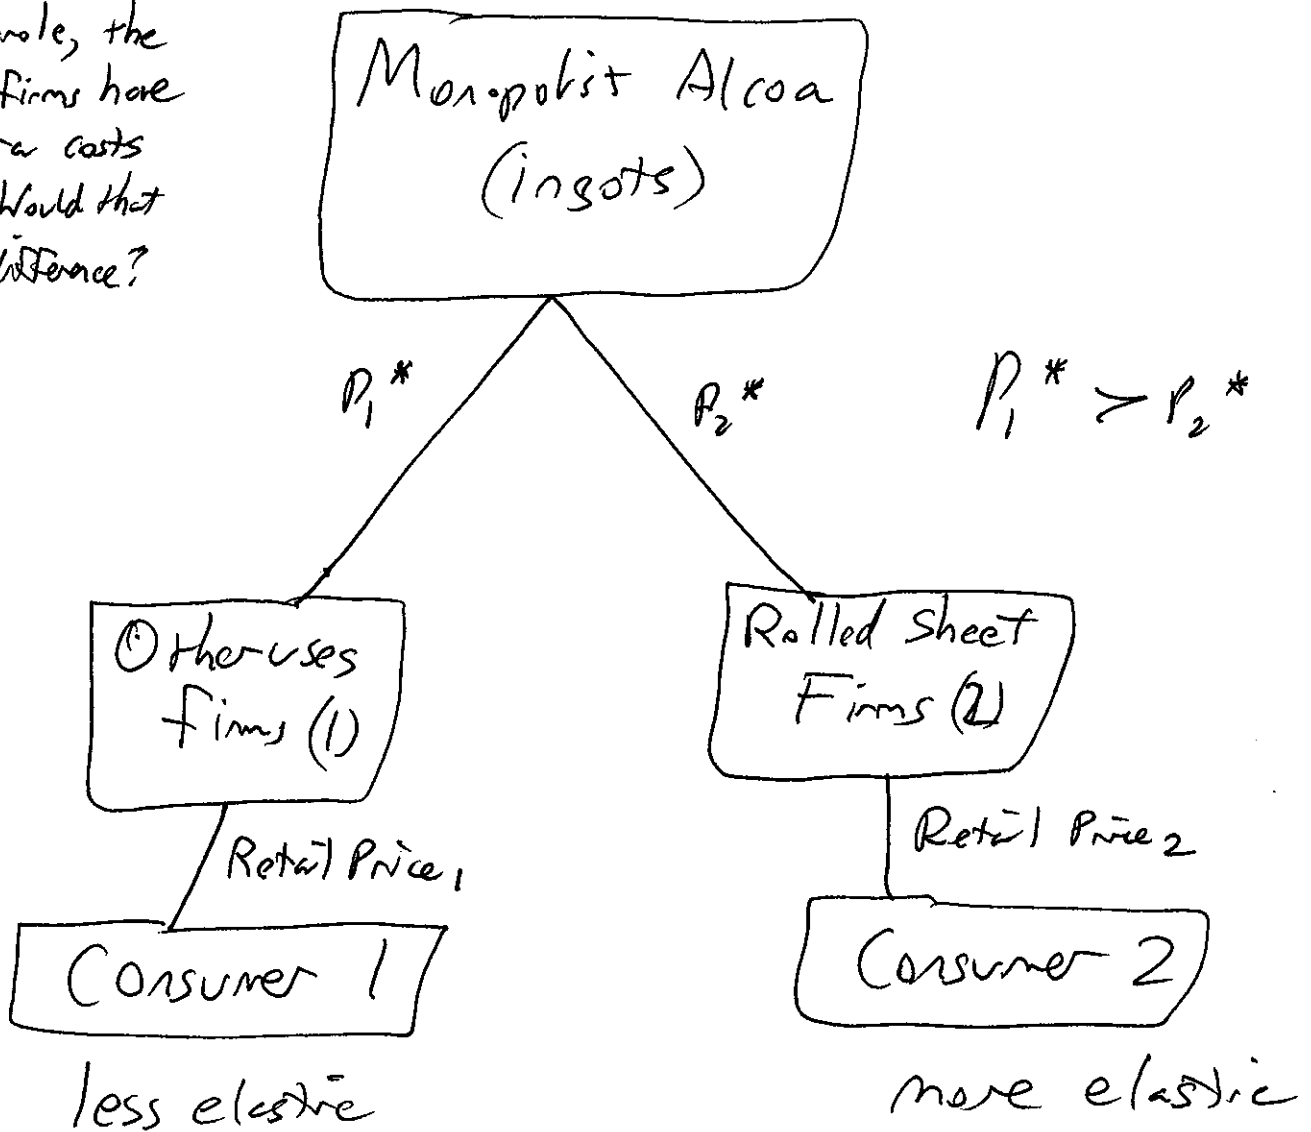 the
firms have
costs
Would that
difference?
Monopolist Alcoa
(ingots)
P1*
P2*
P1* > P2*
Other uses
firms (1)
Rolled Sheet
Firms (2)
Retail Price1
Retail Price2
Consumer 1
Consumer 2
less elastic
more elastic